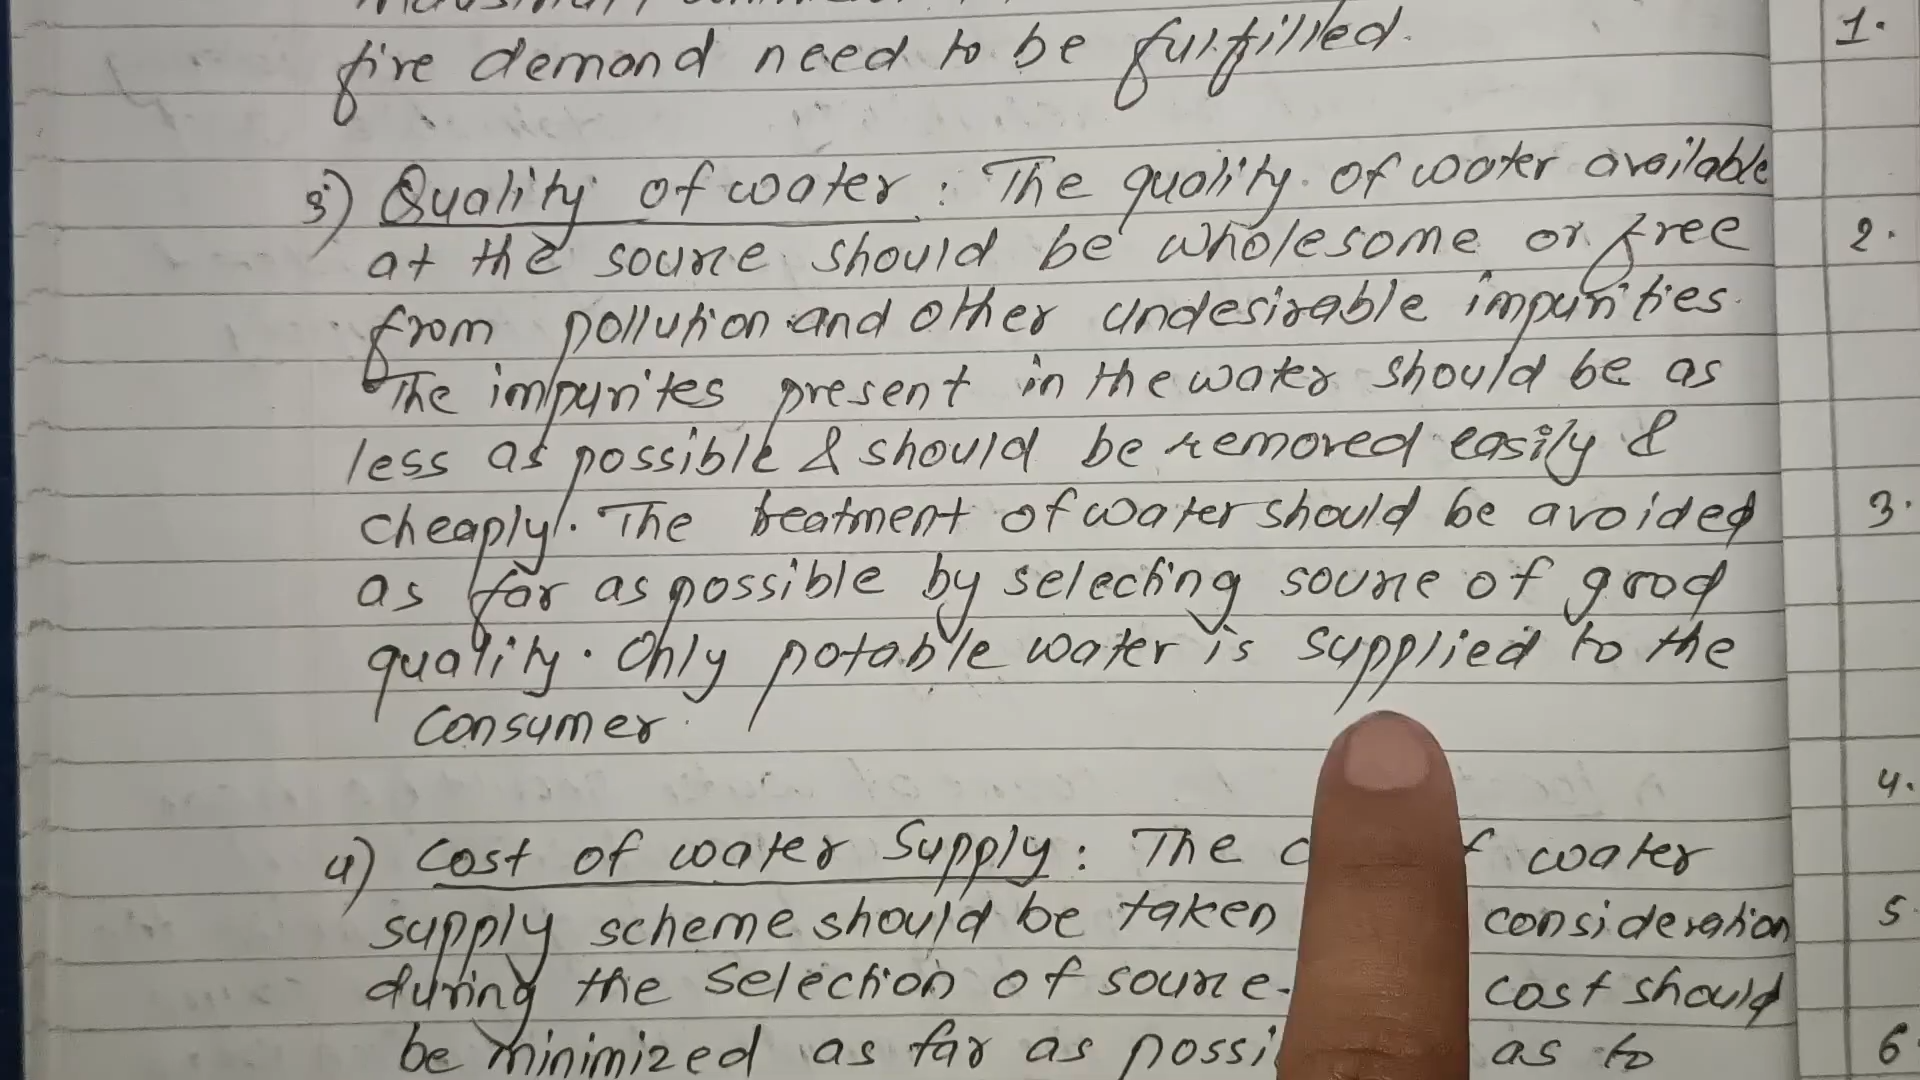 fire demand need to be fulfilled.
3) Quality of water : The quality of water available
at the source should be wholesome or free
from pollution and other undesirable impurities
The impurites present in the water should be as
less as possible & should be removed easily &
cheaply. The treatment of water should be avoided
as far as possible by selecting source of good
quality. Only potable water is supplied to the
consumer
4) Cost of water Supply : The water
supply scheme should be taken consideration
during the selection of source. cost should
be minimized as far as as to
1.
2.
3.
4.
5
6